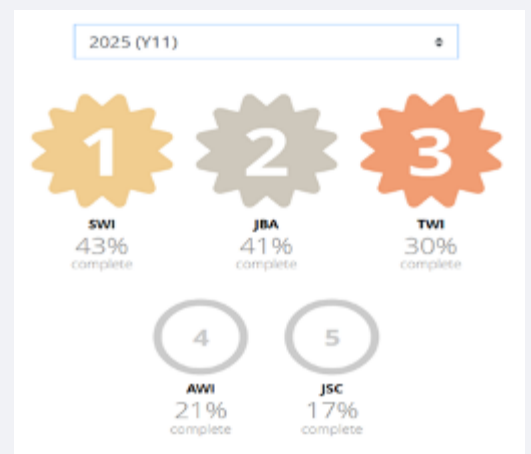 2025 (Y11)
1 2 3
SWI JBA TWI
43% 41% 30%
complete complete complete
4 5
AWI JSC
21% 17%
complete complete